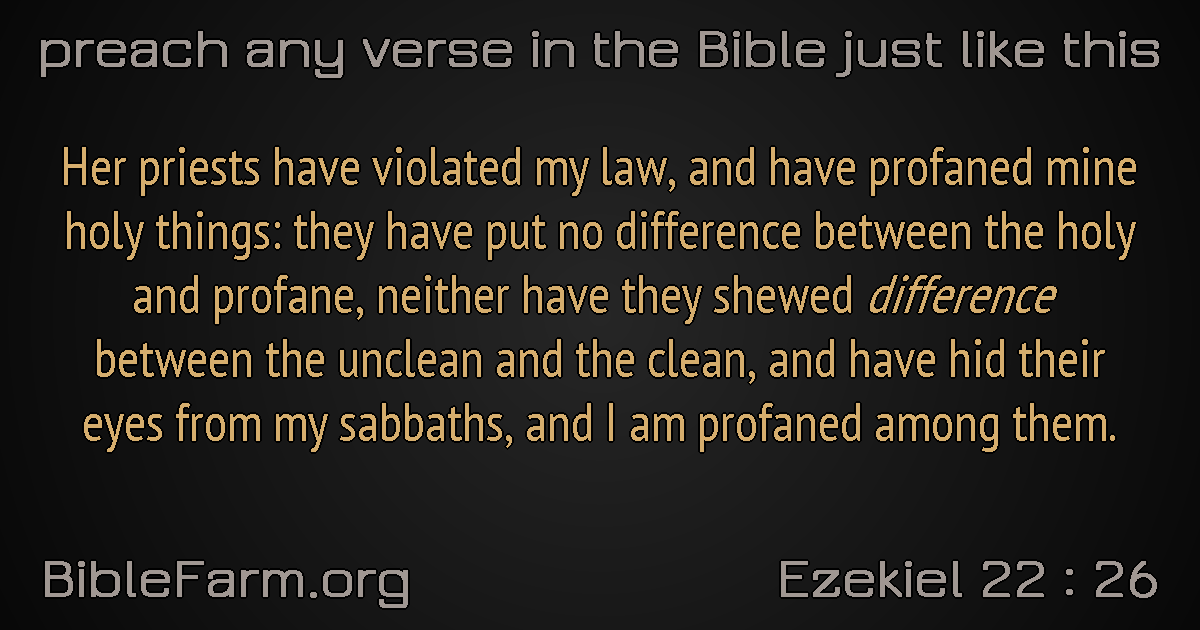 preach any verse in the Bible just like this
Her priests have violated my law, and have profaned mine
holy things: they have put no difference between the holy
and profane, neither have they shewed difference
between the unclean and the clean, and have hid their
eyes from my sabbaths, and I am profaned among them.
BibleFarm.org
Ezekiel 22 : 26